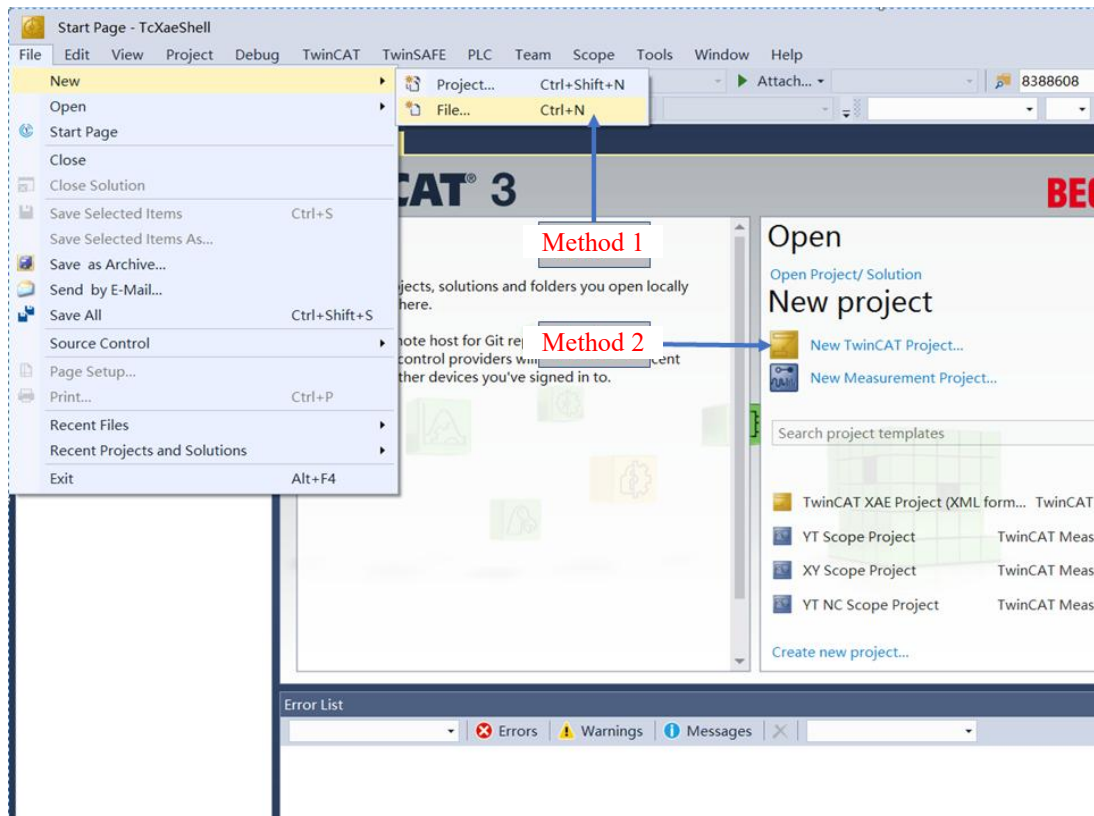 Start Page - TcXaeShell
File Edit View Project Debug TwinCAT TwinSAFE PLC Team Scope Tools Window Help
New
Project... Ctrl+Shift+N
Attach...
8388608
Open
File... Ctrl+N
Start Page
Close
Close Solution
CAT® 3
BE
Save Selected Items Ctrl+S
Save Selected Items As...
Save as Archive...
Send by E-Mail...
Save All Ctrl+Shift+S
Source Control
Page Setup...
Print... Ctrl+P
Recent Files
Recent Projects and Solutions
Exit Alt+F4
Method 1
jects, solutions and folders you open locally
here.
Method 2
note host for Git re
control providers wil cent
ther devices you've signed in to.
Open
Open Project/ Solution
New project
New TwinCAT Project...
New Measurement Project...
Search project templates
TwinCAT XAE Project (XML form... TwinCAT
YT Scope Project TwinCAT Meas
XY Scope Project TwinCAT Meas
YT NC Scope Project TwinCAT Meas
Create new project...
Error List
Errors Warnings Messages